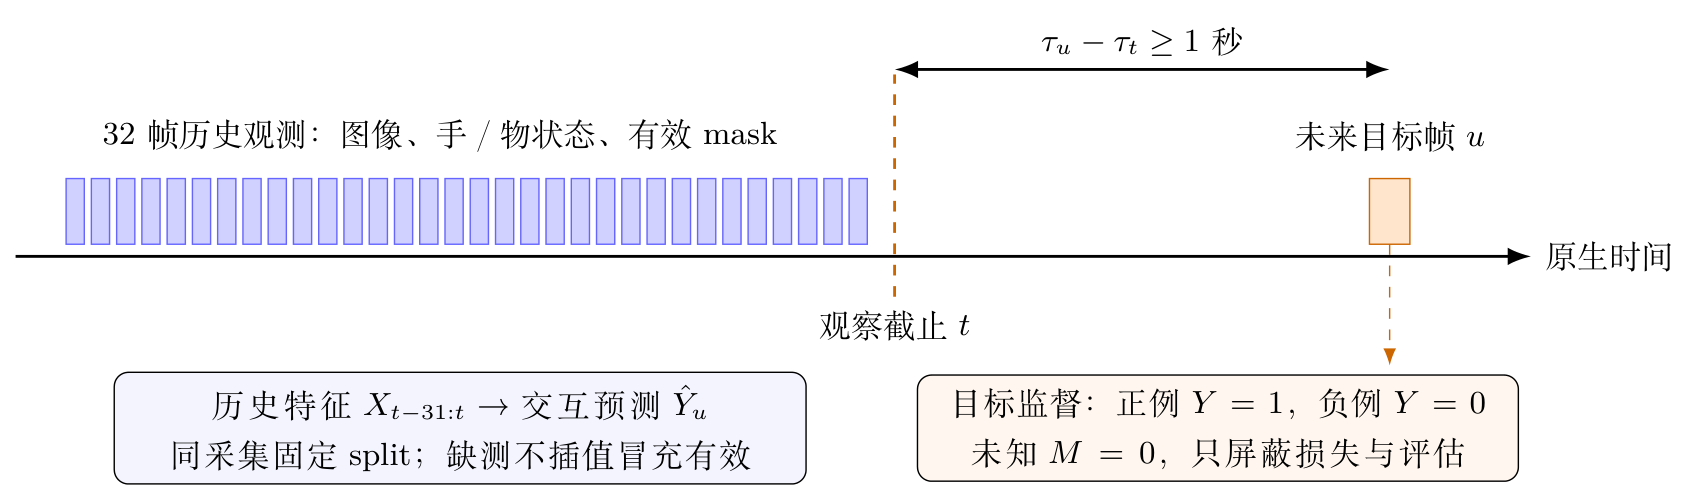 τ_u − τ_t ≥ 1 秒
32 帧历史观测：图像、手 / 物状态、有效 mask
未来目标帧 u
原生时间
观察截止 t
历史特征 X_{t−31:t} → 交互预测 Ŷ_u
同采集固定 split；缺测不插值冒充有效
目标监督：正例 Y = 1，负例 Y = 0
未知 M = 0，只屏蔽损失与评估